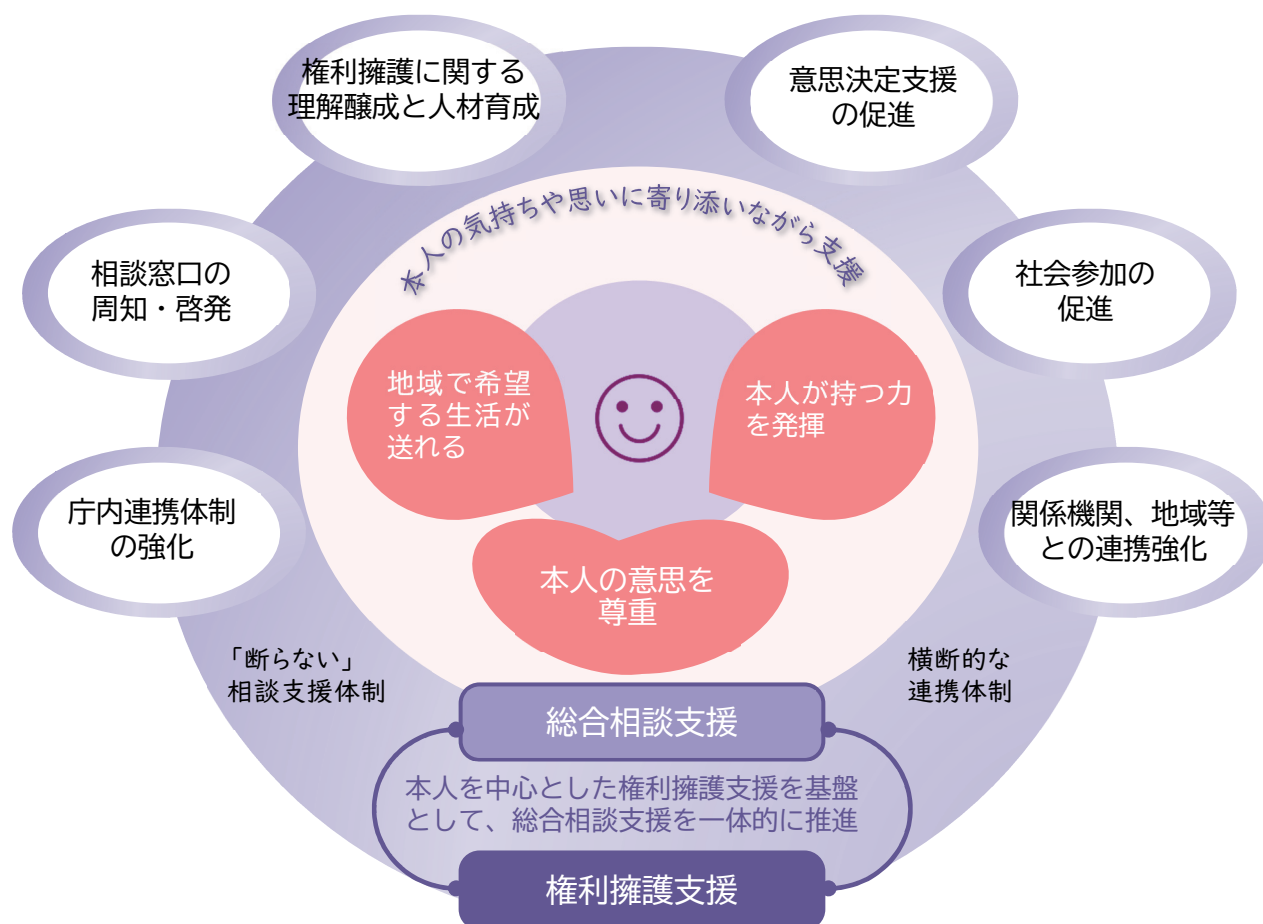 権利擁護に関する
理解醸成と人材育成
意思決定支援
の促進
相談窓口の
周知・啓発
社会参加の
促進
庁内連携体制
の強化
関係機関、地域等
との連携強化
本人の気持ちや思いに寄り添いながら支援
地域で希望
する生活が
送れる
本人が持つ力
を発揮
本人の意思を
尊重
「断らない」
相談支援体制
横断的な
連携体制
総合相談支援
本人を中心とした権利擁護支援を基盤
として、総合相談支援を一体的に推進
権利擁護支援